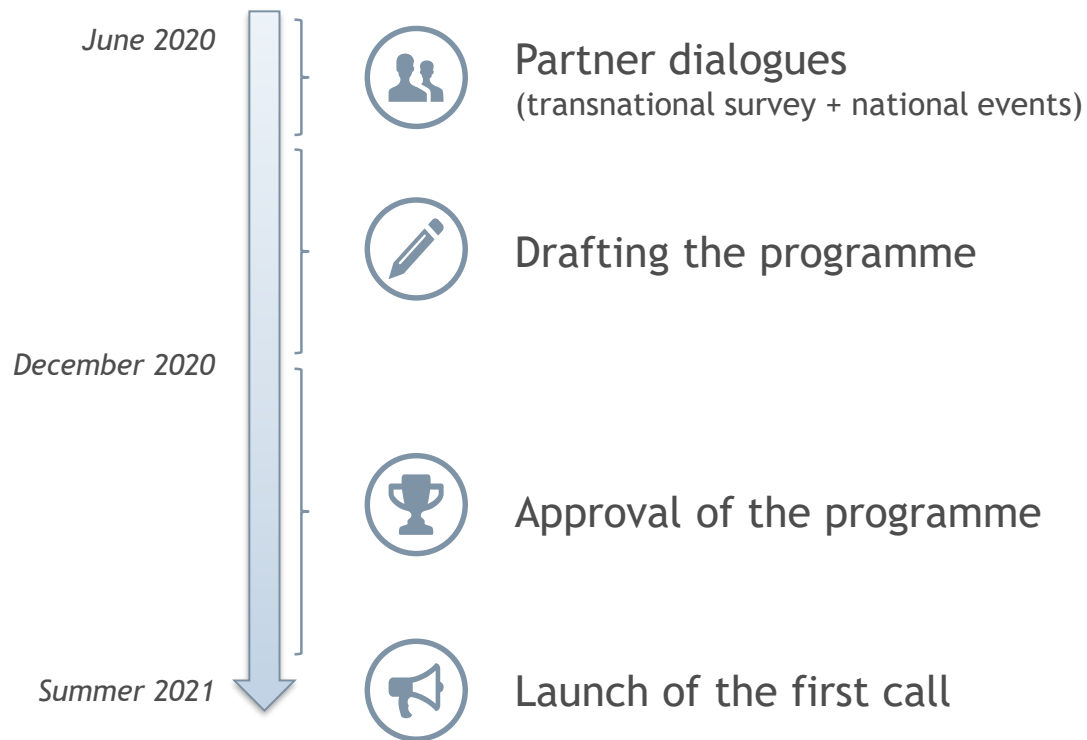 June 2020
Partner dialogues
(transnational survey + national events)
Drafting the programme
December 2020
Approval of the programme
Summer 2021
Launch of the first call